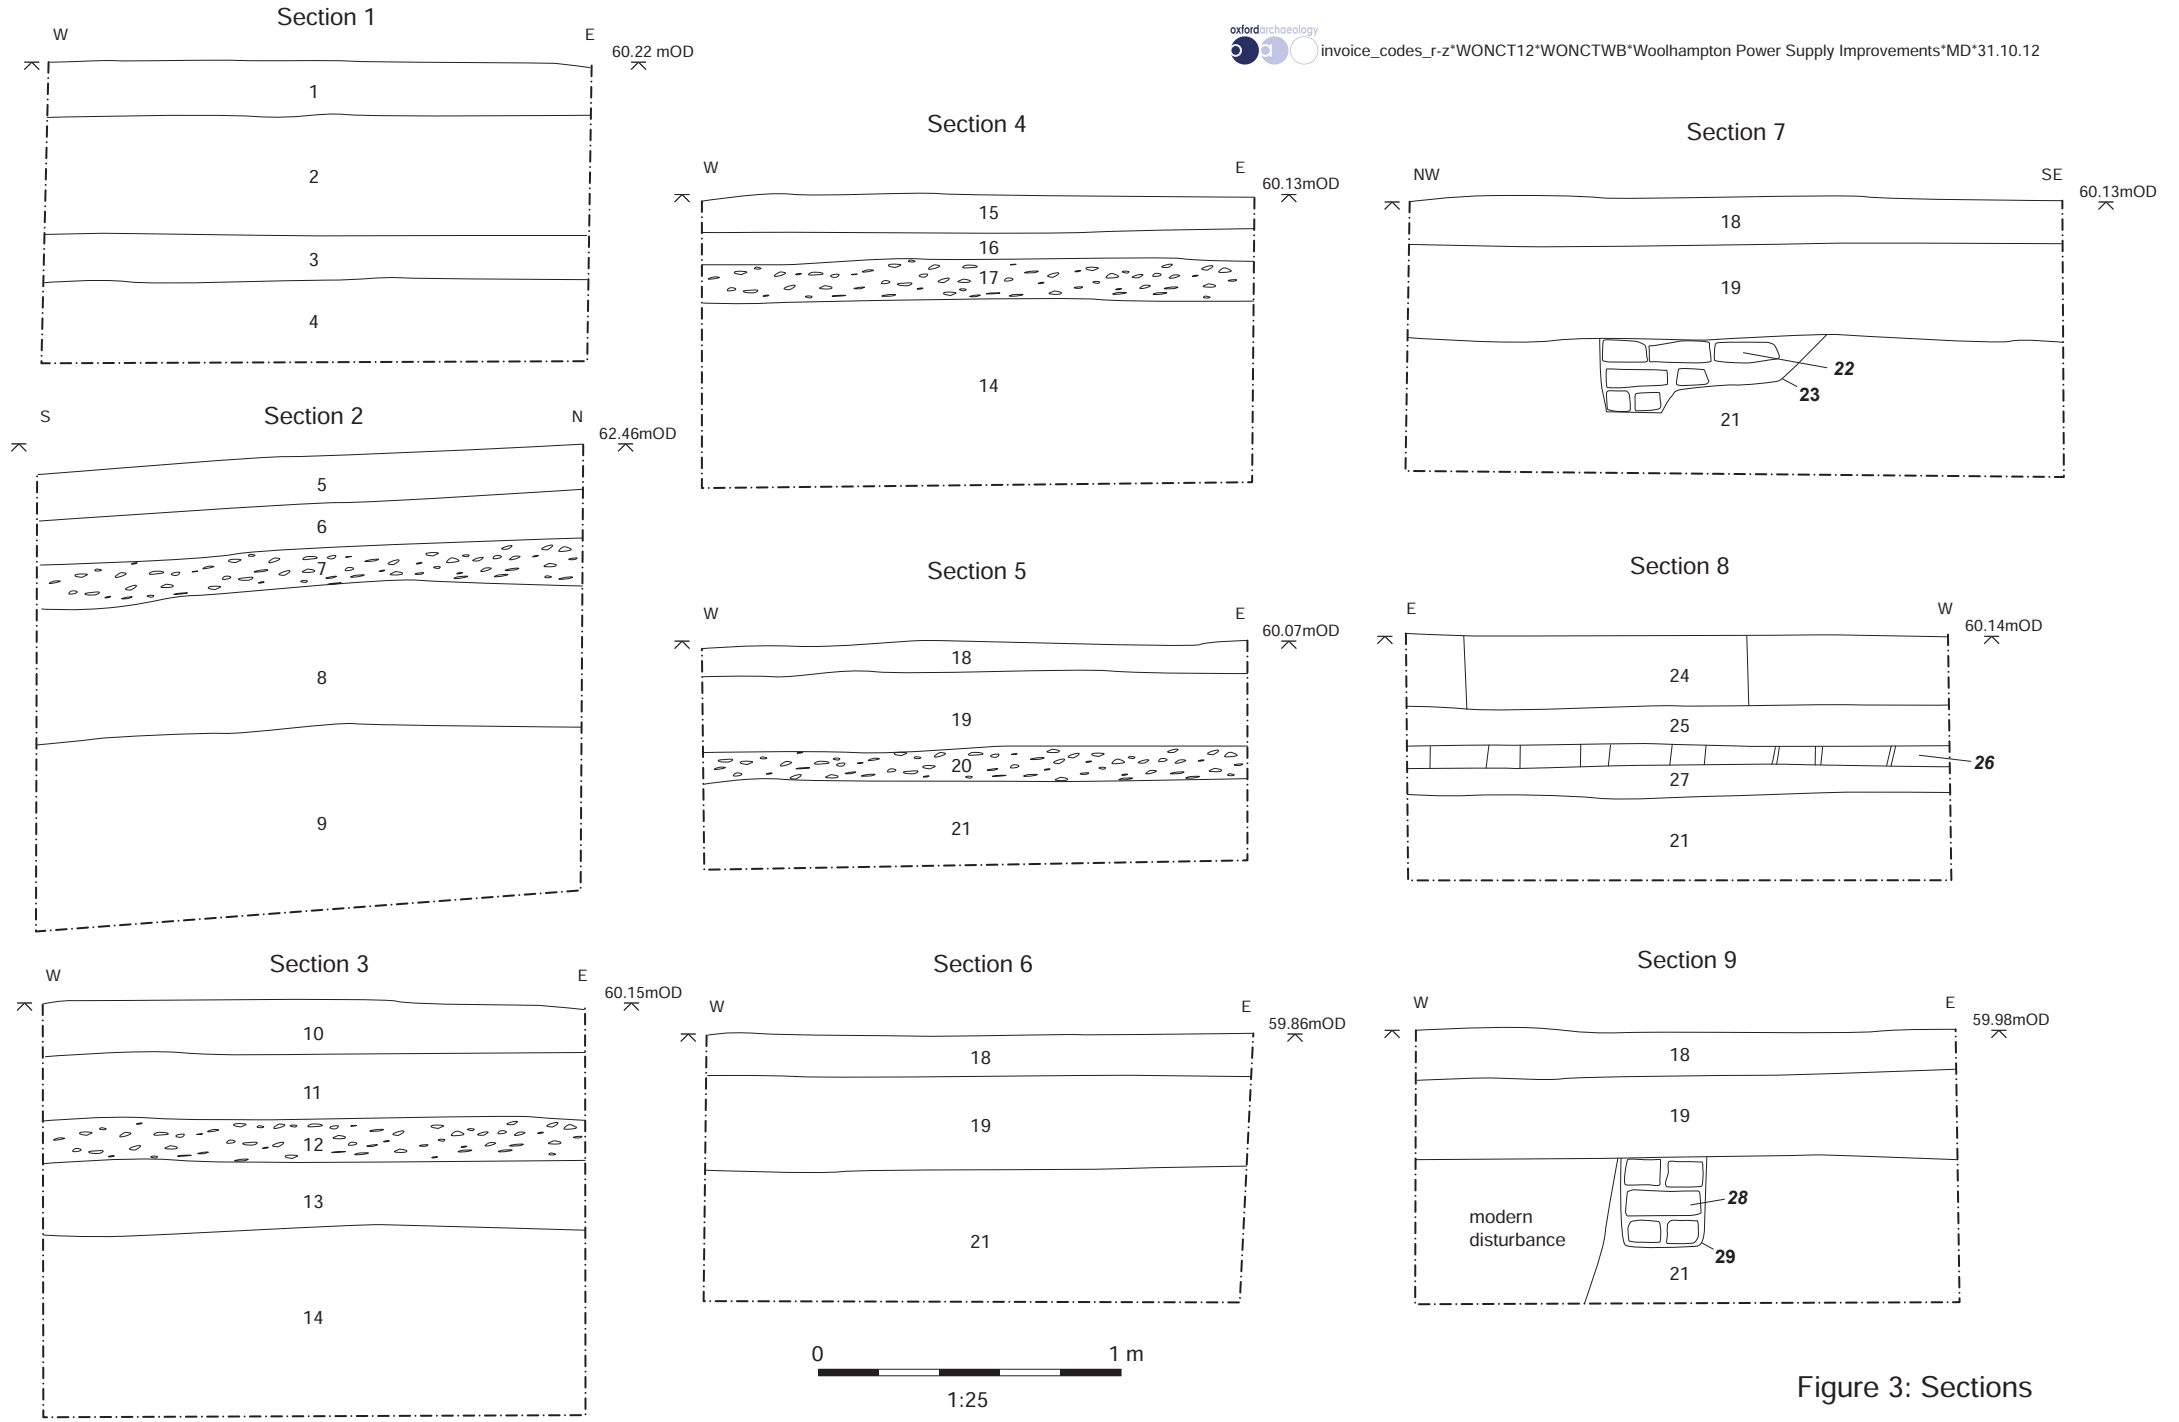 Section 1
W E
60.22 mOD
1
2
3
4
Section 2
S N
62.46mOD
5
6
7
8
9
Section 3
W E
60.15mOD
10
11
12
13
14
oxfordarchaeology
oa
invoice_codes_r-z*WONCT12*WONCTWB*Woolhampton Power Supply Improvements*MD*31.10.12
Section 4
W E
60.13mOD
15
16
17
14
Section 5
W E
60.07mOD
18
19
20
21
Section 6
W E
59.86mOD
18
19
21
0 1 m
1:25
Section 7
NW SE
60.13mOD
18
19
22
23
21
Section 8
E W
60.14mOD
24
25
26
27
21
Section 9
W E
59.98mOD
18
19
28
modern
disturbance
29
21
Figure 3: Sections